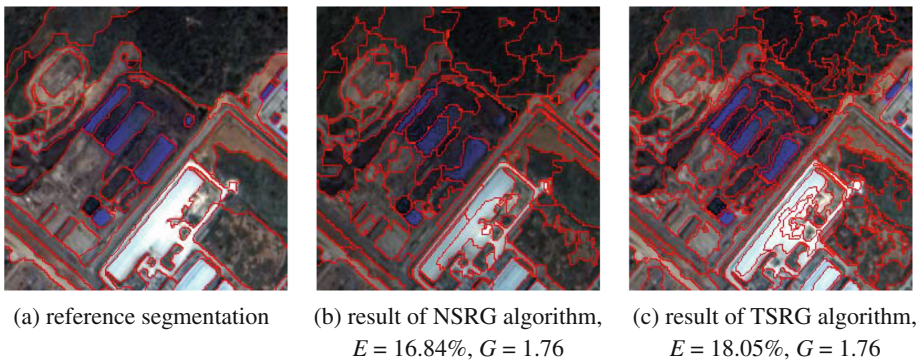 (a) reference segmentation
(b) result of NSRG algorithm,
E = 16.84%, G = 1.76
(c) result of TSRG algorithm,
E = 18.05%, G = 1.76